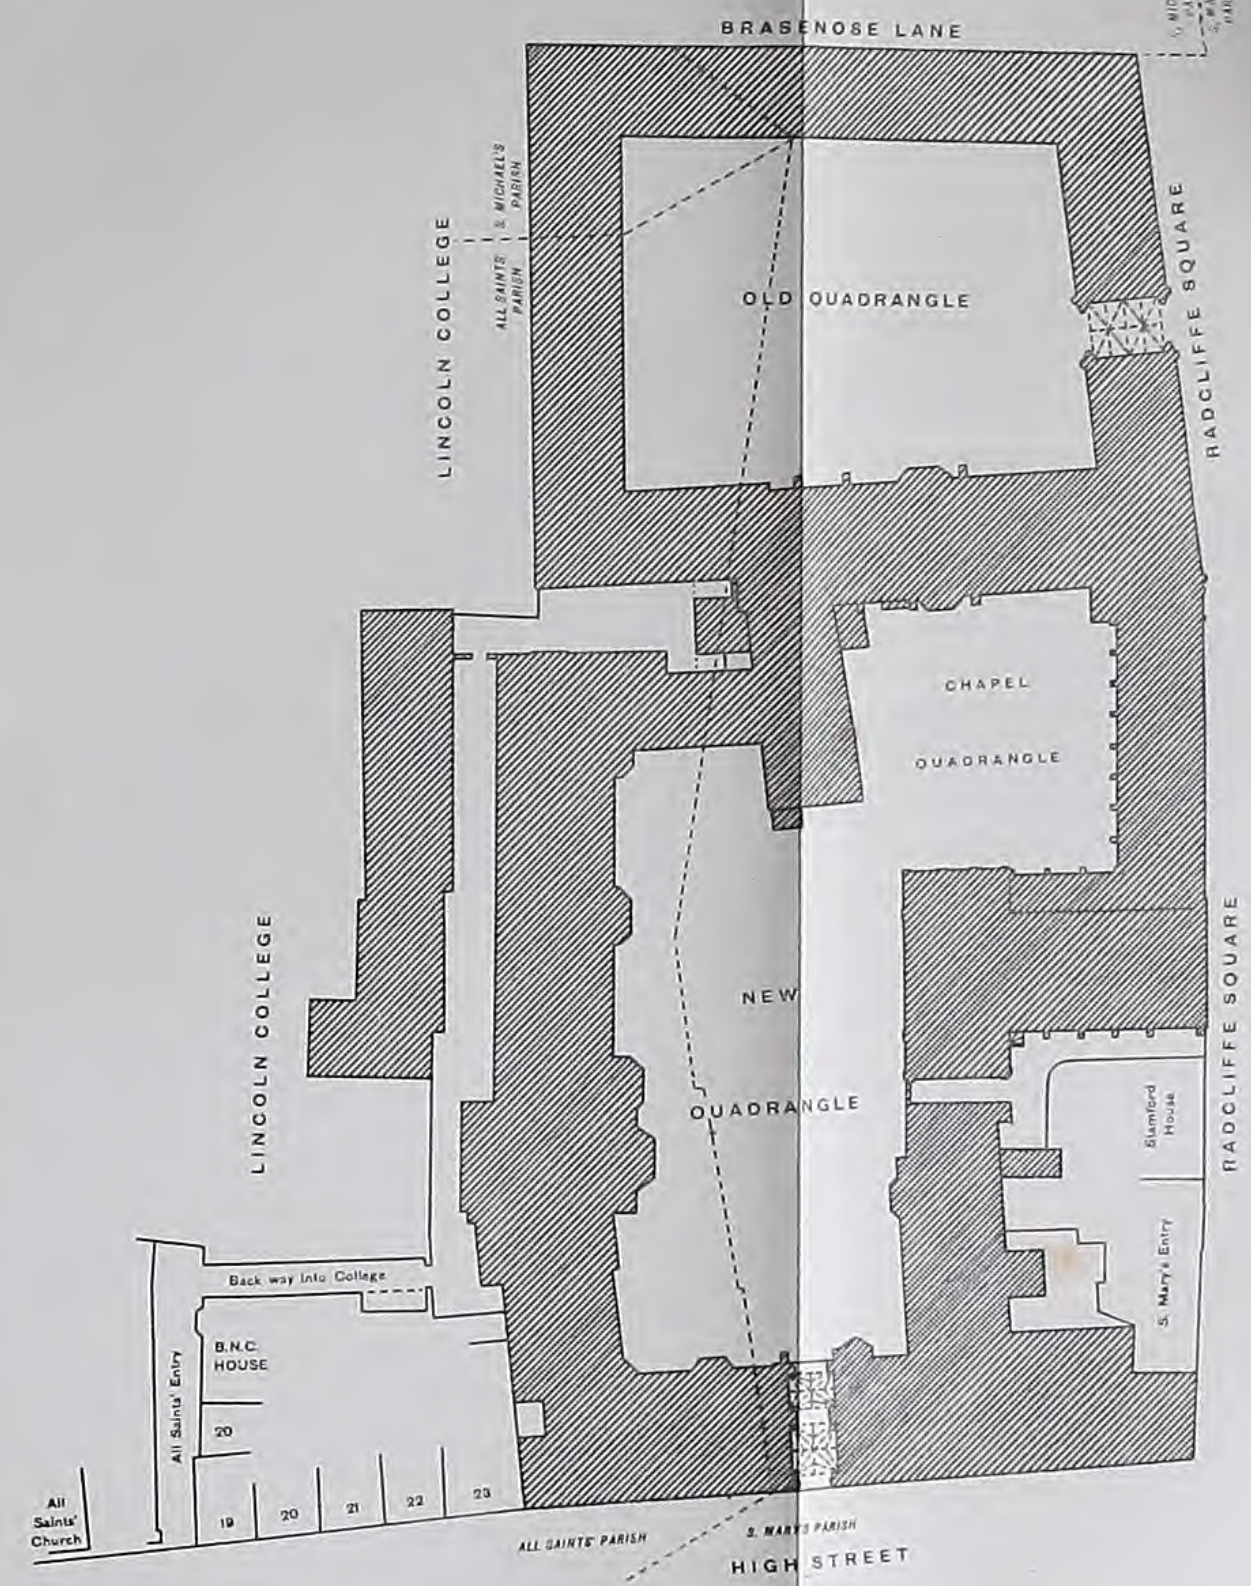 BRASENOSE LANE
S. MICHAEL'S
PARISH
ALL SAINTS
PARISH
LINCOLN COLLEGE
OLD QUADRANGLE
RADCLIFFE SQUARE
CHAPEL
QUADRANGLE
LINCOLN COLLEGE
NEW
QUADRANGLE
RADCLIFFE SQUARE
Stamford
House
S. Mary's Entry
Back way into College
B.N.C.
HOUSE
All Saints' Entry
20
All
Saints'
Church
19
20
21
22
23
ALL SAINTS' PARISH
S. MARY'S PARISH
HIGH STREET